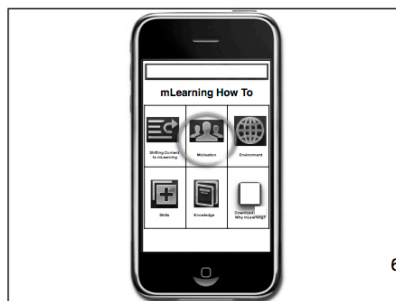 mLearning How To
Shifting Content
to mLearning
Motivation
Environment
Skills
Knowledge
Download
Why mLearning?
6